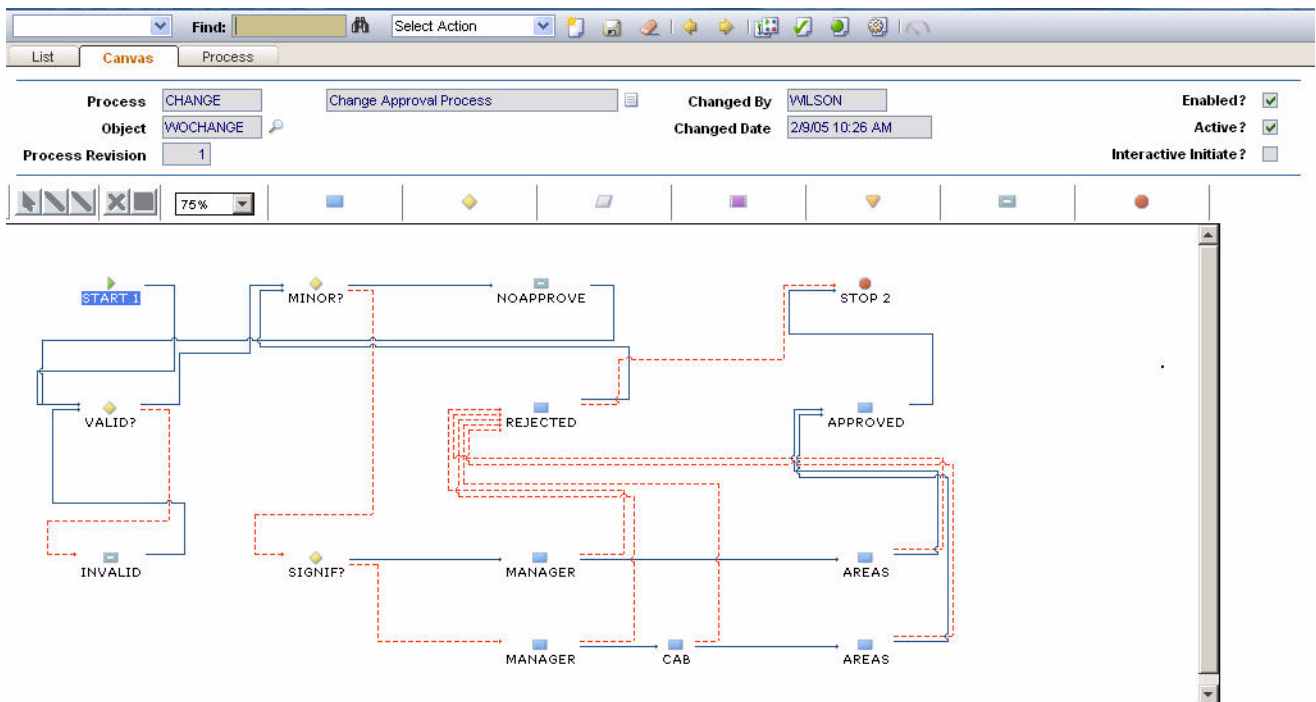 Find: Select Action
List Canvas Process
Process CHANGE Change Approval Process Changed By WILSON Enabled?
Object WOCHANGE Changed Date 2/9/05 10:26 AM Active?
Process Revision 1 Interactive Initiate?
75%
START 1 MINOR? NOAPPROVE STOP 2
VALID? REJECTED APPROVED
INVALID SIGNIF? MANAGER AREAS
MANAGER CAB AREAS